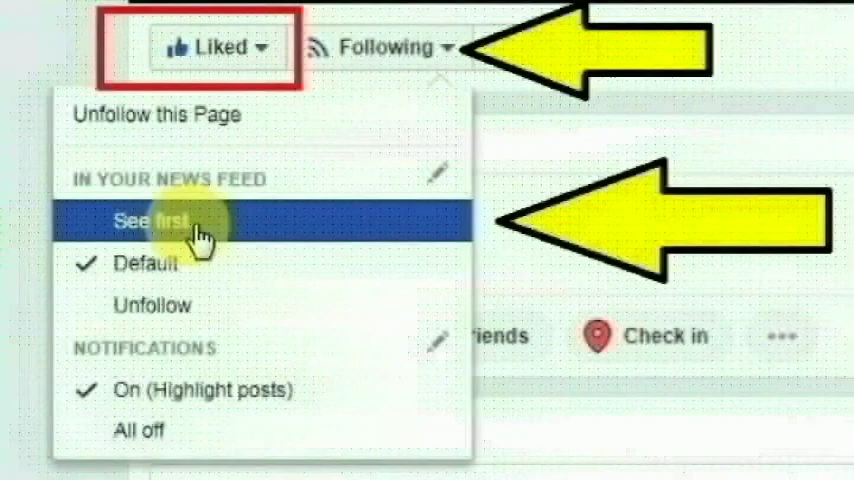 Liked Following
Unfollow this Page
IN YOUR NEWS FEED
See first
Default
Unfollow
NOTIFICATIONS
riends Check in
On (Highlight posts)
All off